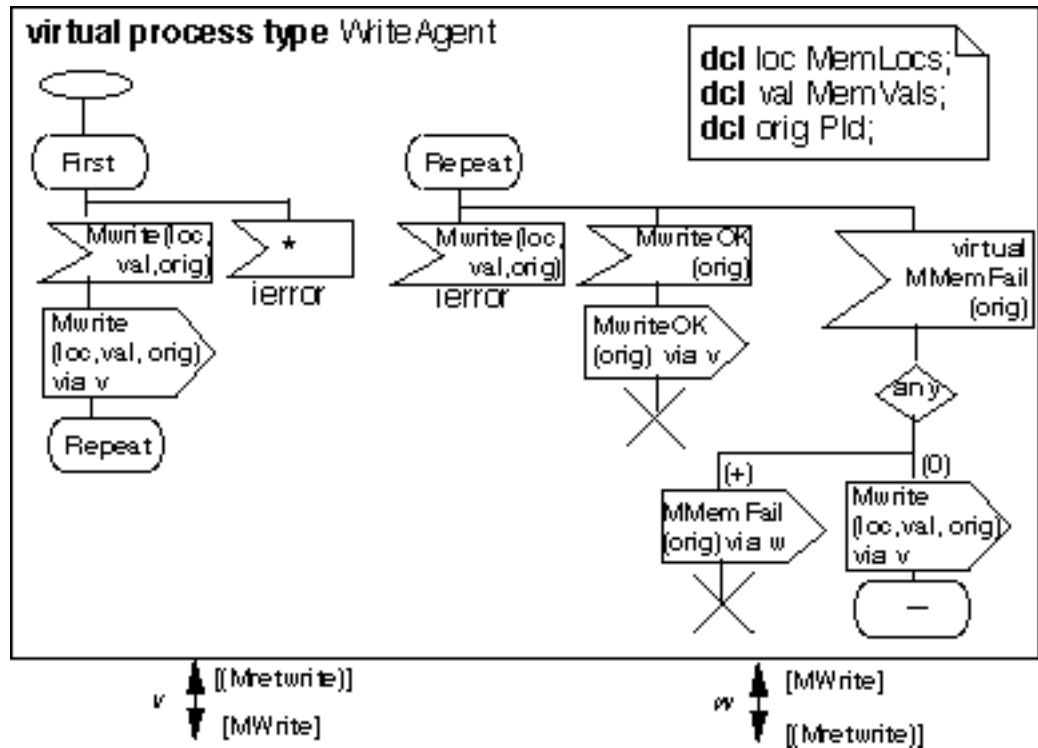 virtual process type WriteAgent
dcl loc MemLocs;
dcl val MemVals;
dcl orig PId;
First
Mwrite(loc,
val,orig)
*
ierror
Mwrite
(loc,val, orig)
via v
Repeat
Repeat
Mwrite(loc,
val,orig)
ierror
MwriteOK
(orig)
MwriteOK
(orig) via v
virtual
MMemFail
(orig)
any
(+)
(0)
MMem Fail
(orig) via w
Mwrite
(loc,val, orig)
via v
—
v
[(Mretwrite)]
[MWrite]
w
[MWrite]
[(Mretwrite)]